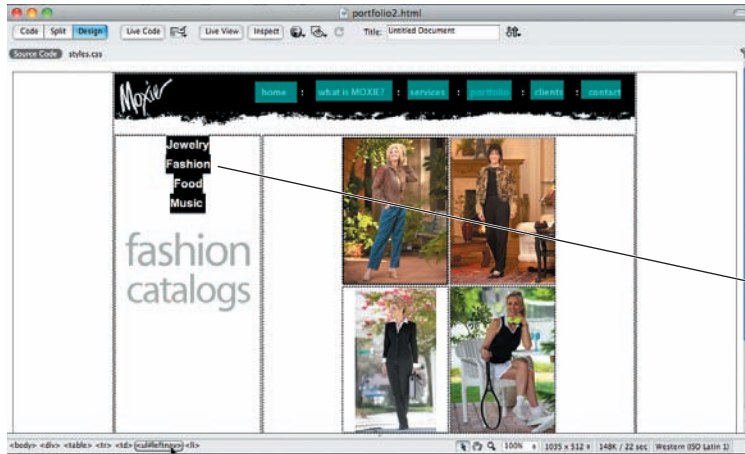 portfolio2.html
Code Split Design Live Code Live View Inspect Title: Untitled Document
Source Code styles.css
Moxie home : what is MOXIE? : services : portfolio : clients : contact
Jewelry
Fashion
Food
Music
fashion
catalogs
<body> <div> <table> <tr> <td> <ul#leftnav> <li> 100% 1035 x 512 148K / 22 sec Western (ISO Latin 1)